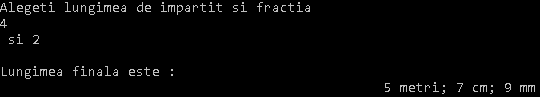 Alegeti lungimea de impartit si fractia
4
si 2
Lungimea finala este :
5 metri; 7 cm; 9 mm